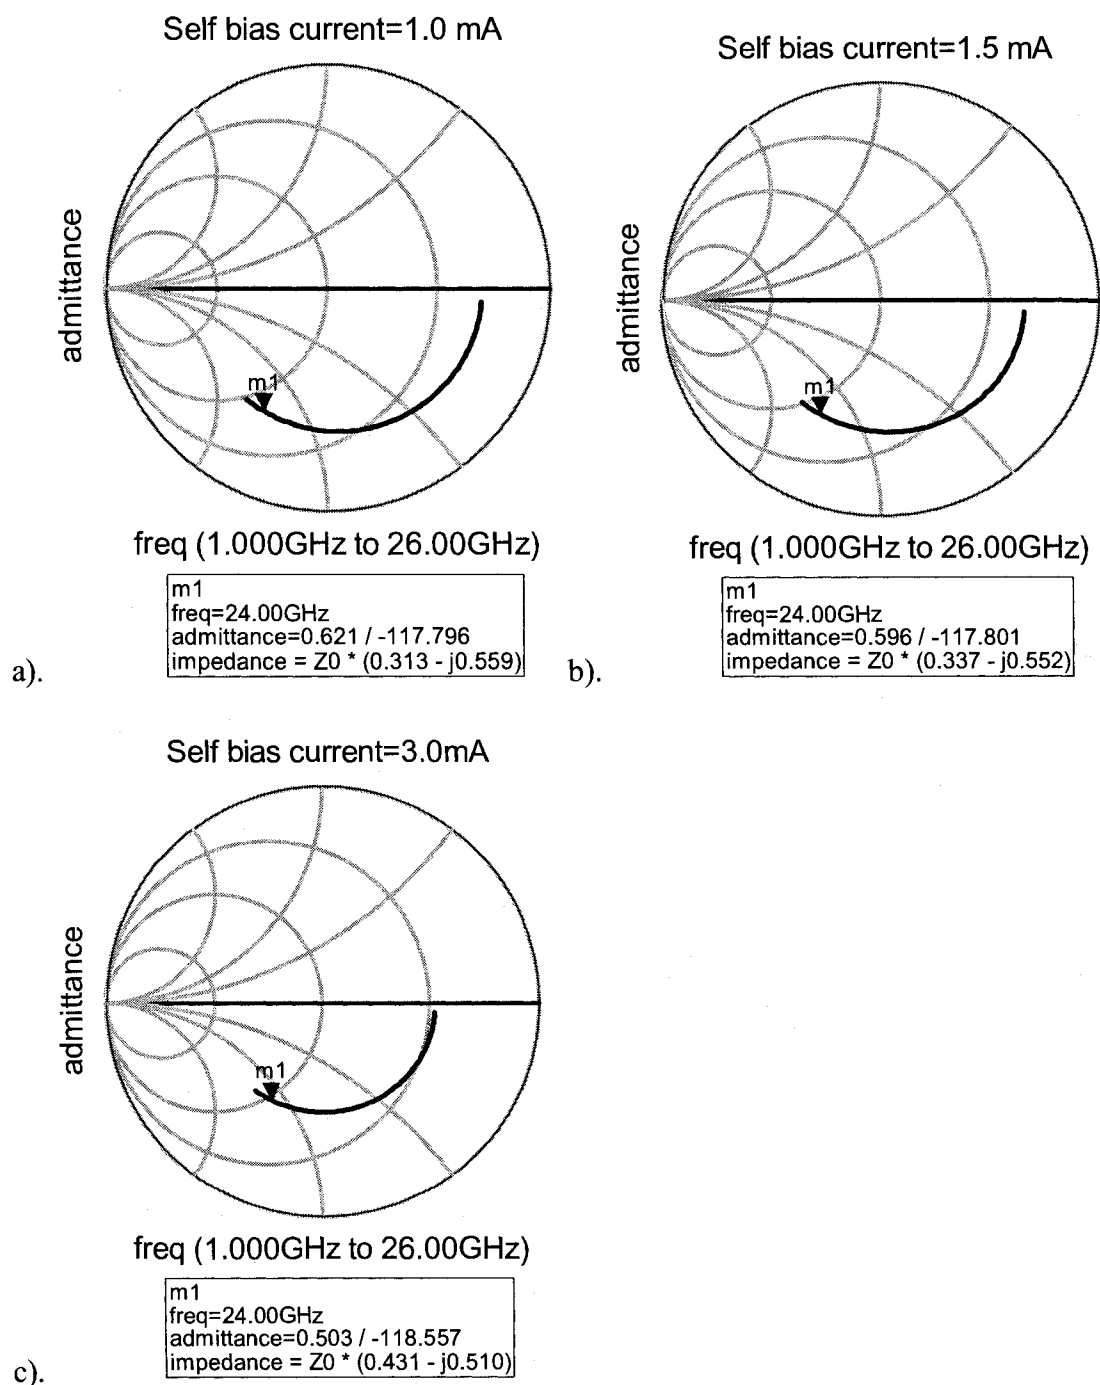 Self bias current=1.0 mA
admittance
m1
freq (1.000GHz to 26.00GHz)
m1
freq=24.00GHz
admittance=0.621 / -117.796
impedance = Z0 * (0.313 - j0.559)
a).
Self bias current=1.5 mA
admittance
m1
freq (1.000GHz to 26.00GHz)
m1
freq=24.00GHz
admittance=0.596 / -117.801
impedance = Z0 * (0.337 - j0.552)
b).
Self bias current=3.0mA
admittance
m1
freq (1.000GHz to 26.00GHz)
m1
freq=24.00GHz
admittance=0.503 / -118.557
impedance = Z0 * (0.431 - j0.510)
c).